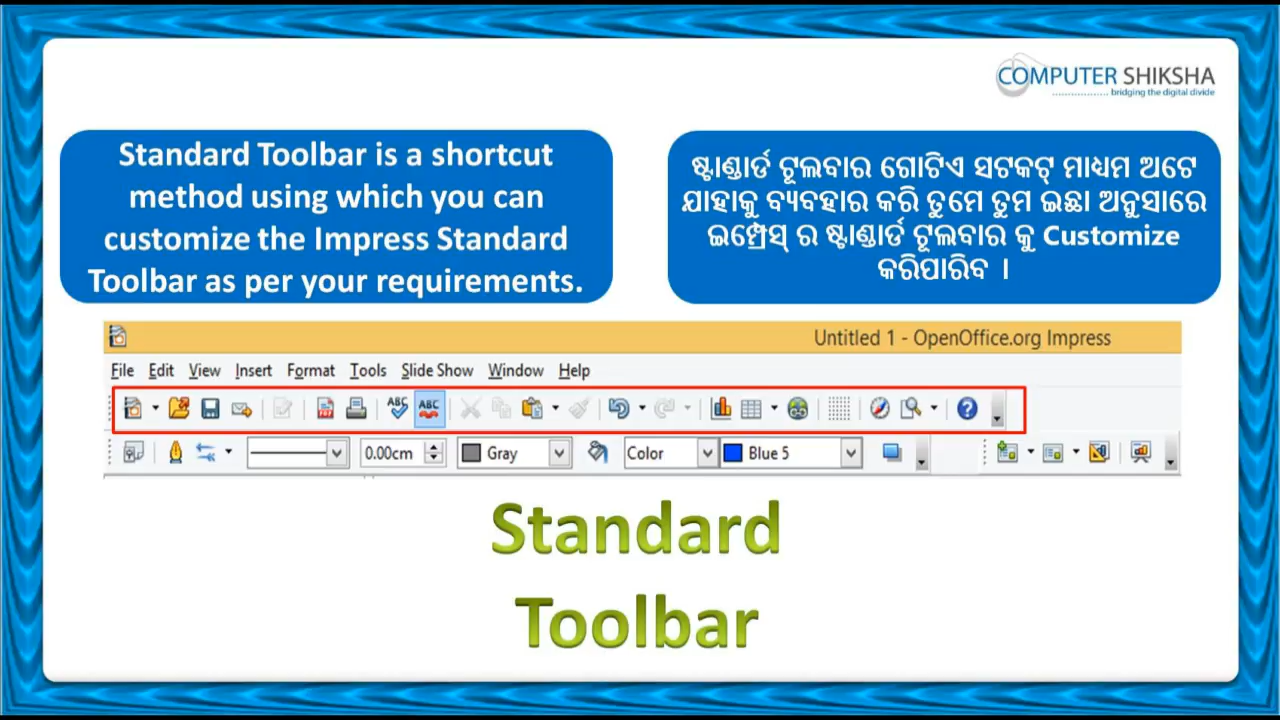 COMPUTER SHIKSHA
bridging the digital divide
Standard Toolbar is a shortcut
method using which you can
customize the Impress Standard
Toolbar as per your requirements.
ଷ୍ଟାଣ୍ଡାର୍ଡ ଟୂଲବାର ଗୋଟିଏ ସଟକଟ୍ ମାଧ୍ୟମ ଅଟେ
ଯାହାକୁ ବ୍ୟବହାର କରି ତୁମେ ତୁମ ଇଛା ଅନୁସାରେ
ଇମ୍ପ୍ରେସ୍ ର ଷ୍ଟାଣ୍ଡାର୍ଡ ଟୂଲବାର କୁ Customize
କରିପାରିବ ।
Untitled 1 - OpenOffice.org Impress
File Edit View Insert Format Tools Slide Show Window Help
ABC ABC
0.00cm Gray Color Blue 5
Standard
Toolbar